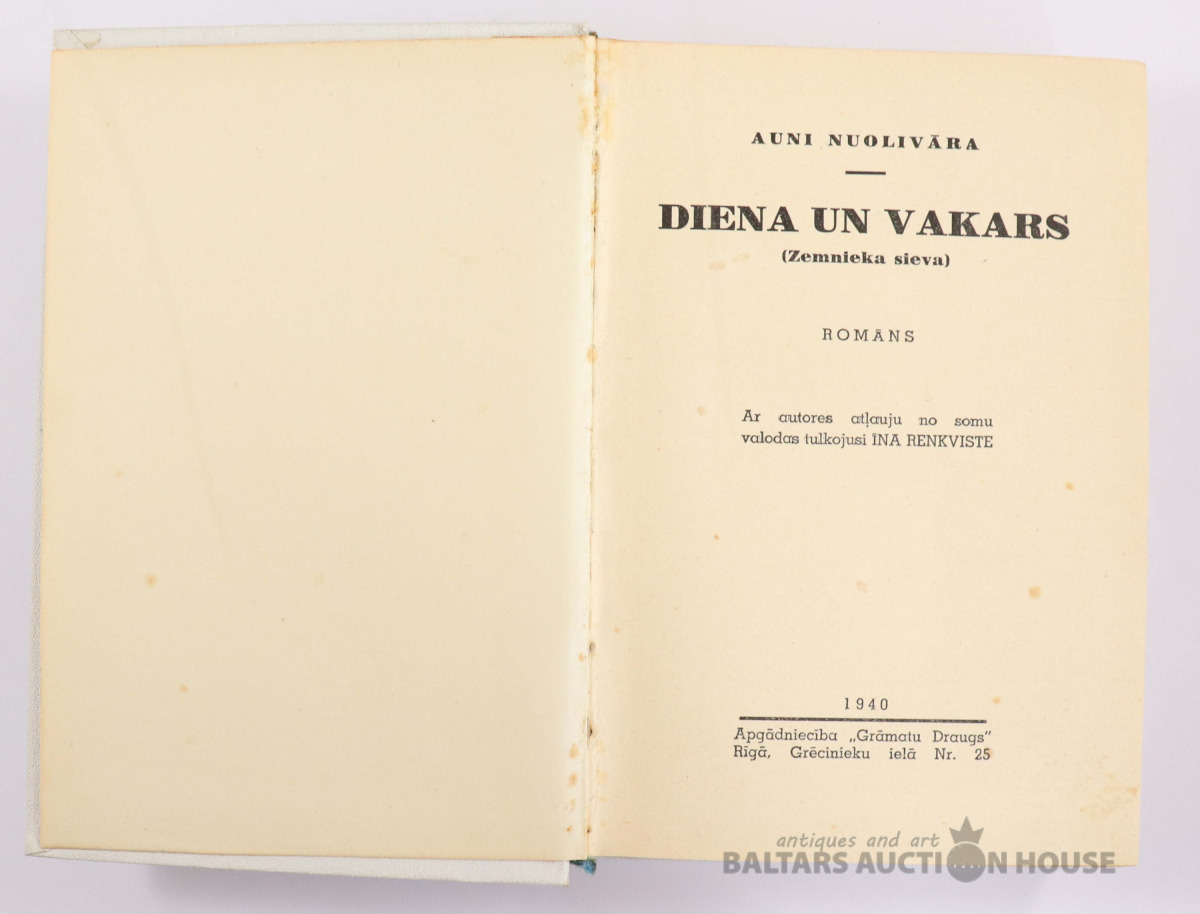 AUNI NUOLIVĀRA
DIENA UN VAKARS
(Zemnieka sieva)
ROMĀNS
Ar autores atļauju no somu
valodas tulkojusi ĪNA RENKVISTE
1940
Apgādniecība „Grāmatu Draugs"
Rīgā, Grēcinieku ielā Nr. 25
antiques and art
BALTARS AUCTION HOUSE